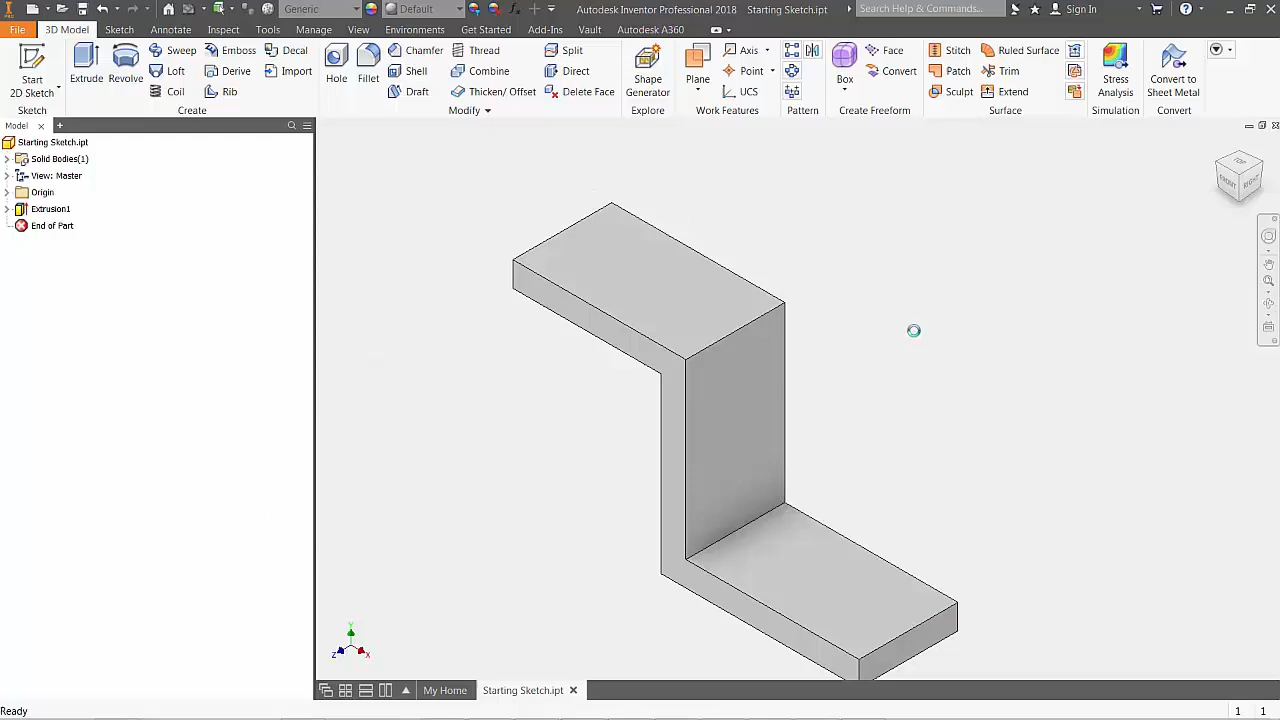 Generic
Default
Autodesk Inventor Professional 2018 Starting Sketch.ipt
Search Help & Commands...
Sign In
File 3D Model Sketch Annotate Inspect Tools Manage View Environments Get Started Add-Ins Vault Autodesk A360
Start
2D Sketch
Sketch
Extrude
Revolve
Sweep
Loft
Coil
Emboss
Derive
Rib
Decal
Import
Create
Hole
Fillet
Chamfer
Shell
Draft
Thread
Combine
Thicken/ Offset
Split
Direct
Delete Face
Modify
Shape
Generator
Explore
Plane
Axis
Point
UCS
Work Features
Pattern
Box
Face
Convert
Create Freeform
Stitch
Patch
Sculpt
Ruled Surface
Trim
Extend
Surface
Stress
Analysis
Simulation
Convert to
Sheet Metal
Convert
Model
Starting Sketch.ipt
Solid Bodies(1)
View: Master
Origin
Extrusion1
End of Part
TOP
FRONT
RIGHT
Y
Z
X
My Home
Starting Sketch.ipt
Ready
1 1